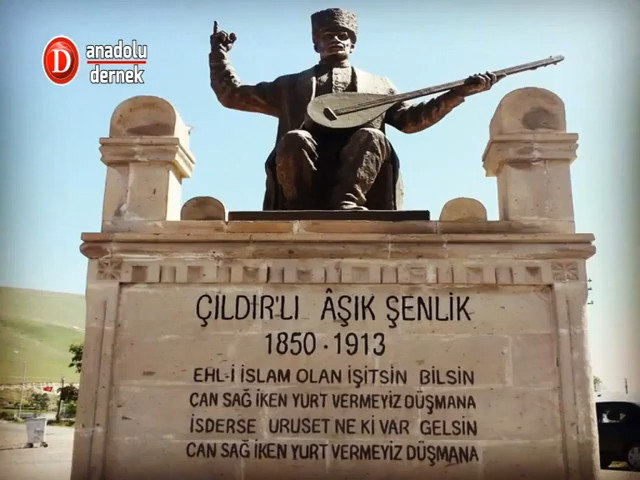 D anadolu
dernek
ÇILDIR'LI ÂŞIK ŞENLİK
1850 · 1913
EHL-İ İSLAM OLAN İŞİTSİN BİLSİN
CAN SAĞ İKEN YURT VERMEYİZ DÜŞMANA
İSDERSE URUSET NE Kİ VAR GELSİN
CAN SAĞ İKEN YURT VERMEYİZ DÜŞMANA